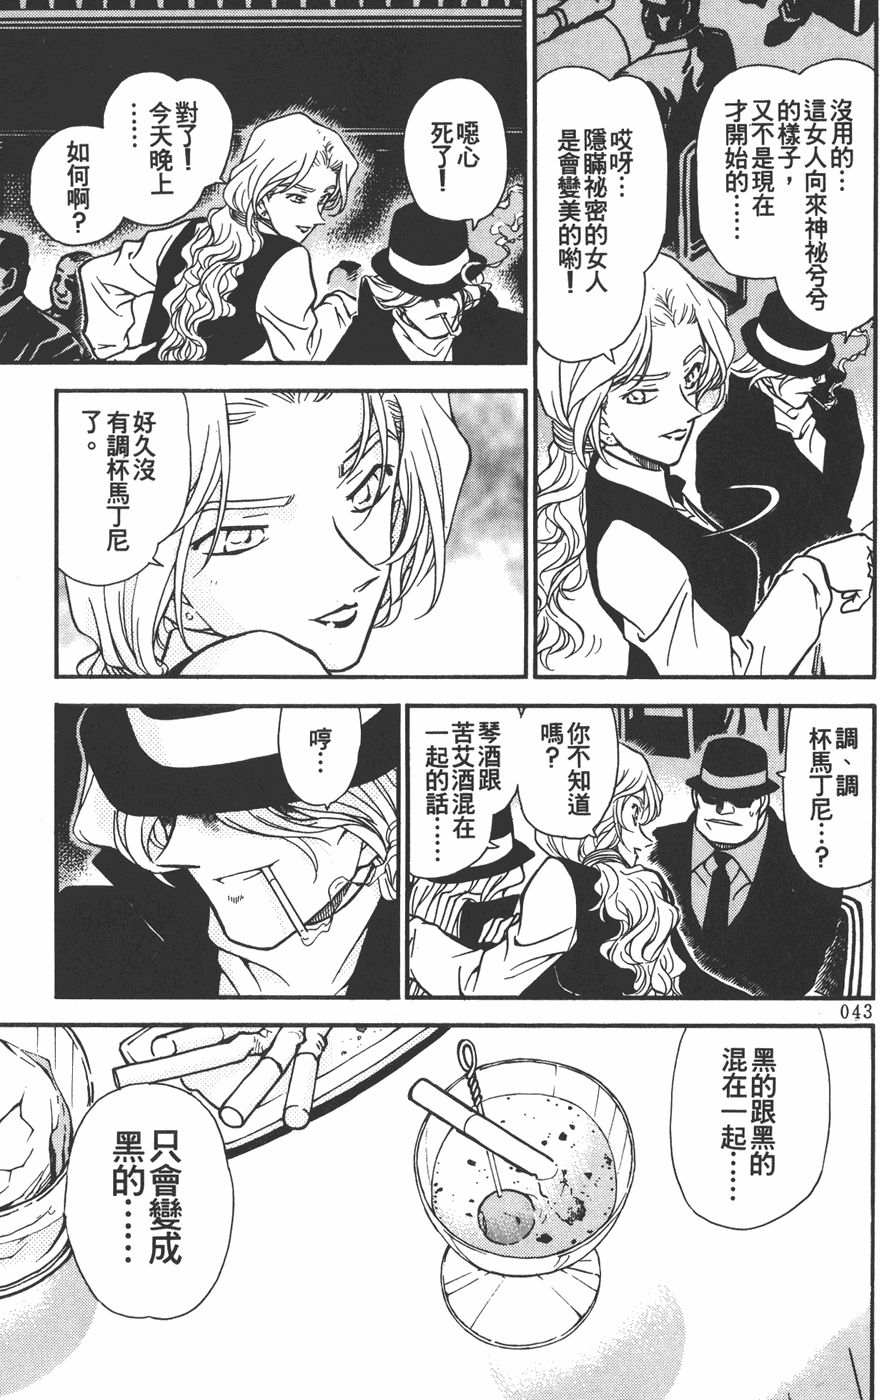 沒用的…
這女人向來神祕兮兮
的樣子，
又不是現在
才開始的……
哎呀…
隱瞞祕密的女人
是會變美的喲！
噁心
死了！
對了！
今天晚上
……
如何啊？
好久沒
有調杯馬丁尼
了。
調、調
杯馬丁尼…？
你不知道
嗎？
琴酒跟
苦艾酒混在
一起的話……
哼…
043
黑的跟黑的
混在一起……
只會變成
黑的……